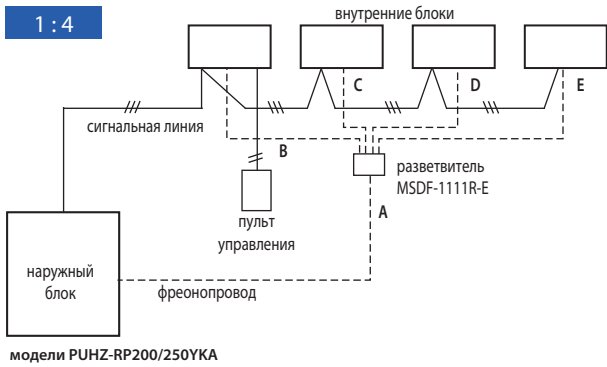 1 : 4
внутренние блоки
C
D
E
сигнальная линия
B
разветвитель
MSDF-1111R-E
A
пульт
управления
наружный
блок
фреонопровод
модели PUHZ-RP200/250YKA